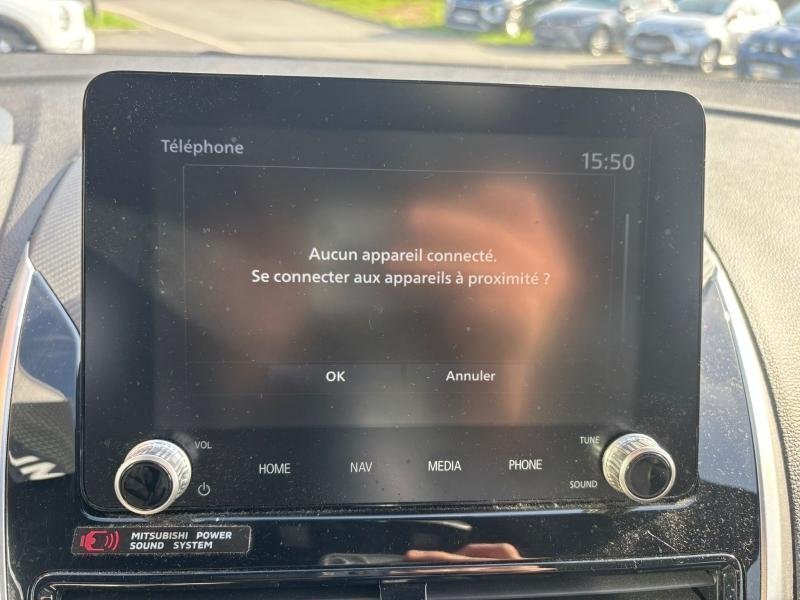 Téléphone
15:50
Aucun appareil connecté.
Se connecter aux appareils à proximité ?
OK Annuler
VOL
TUNE
HOME NAV MEDIA PHONE
SOUND
MITSUBISHI POWER
SOUND SYSTEM